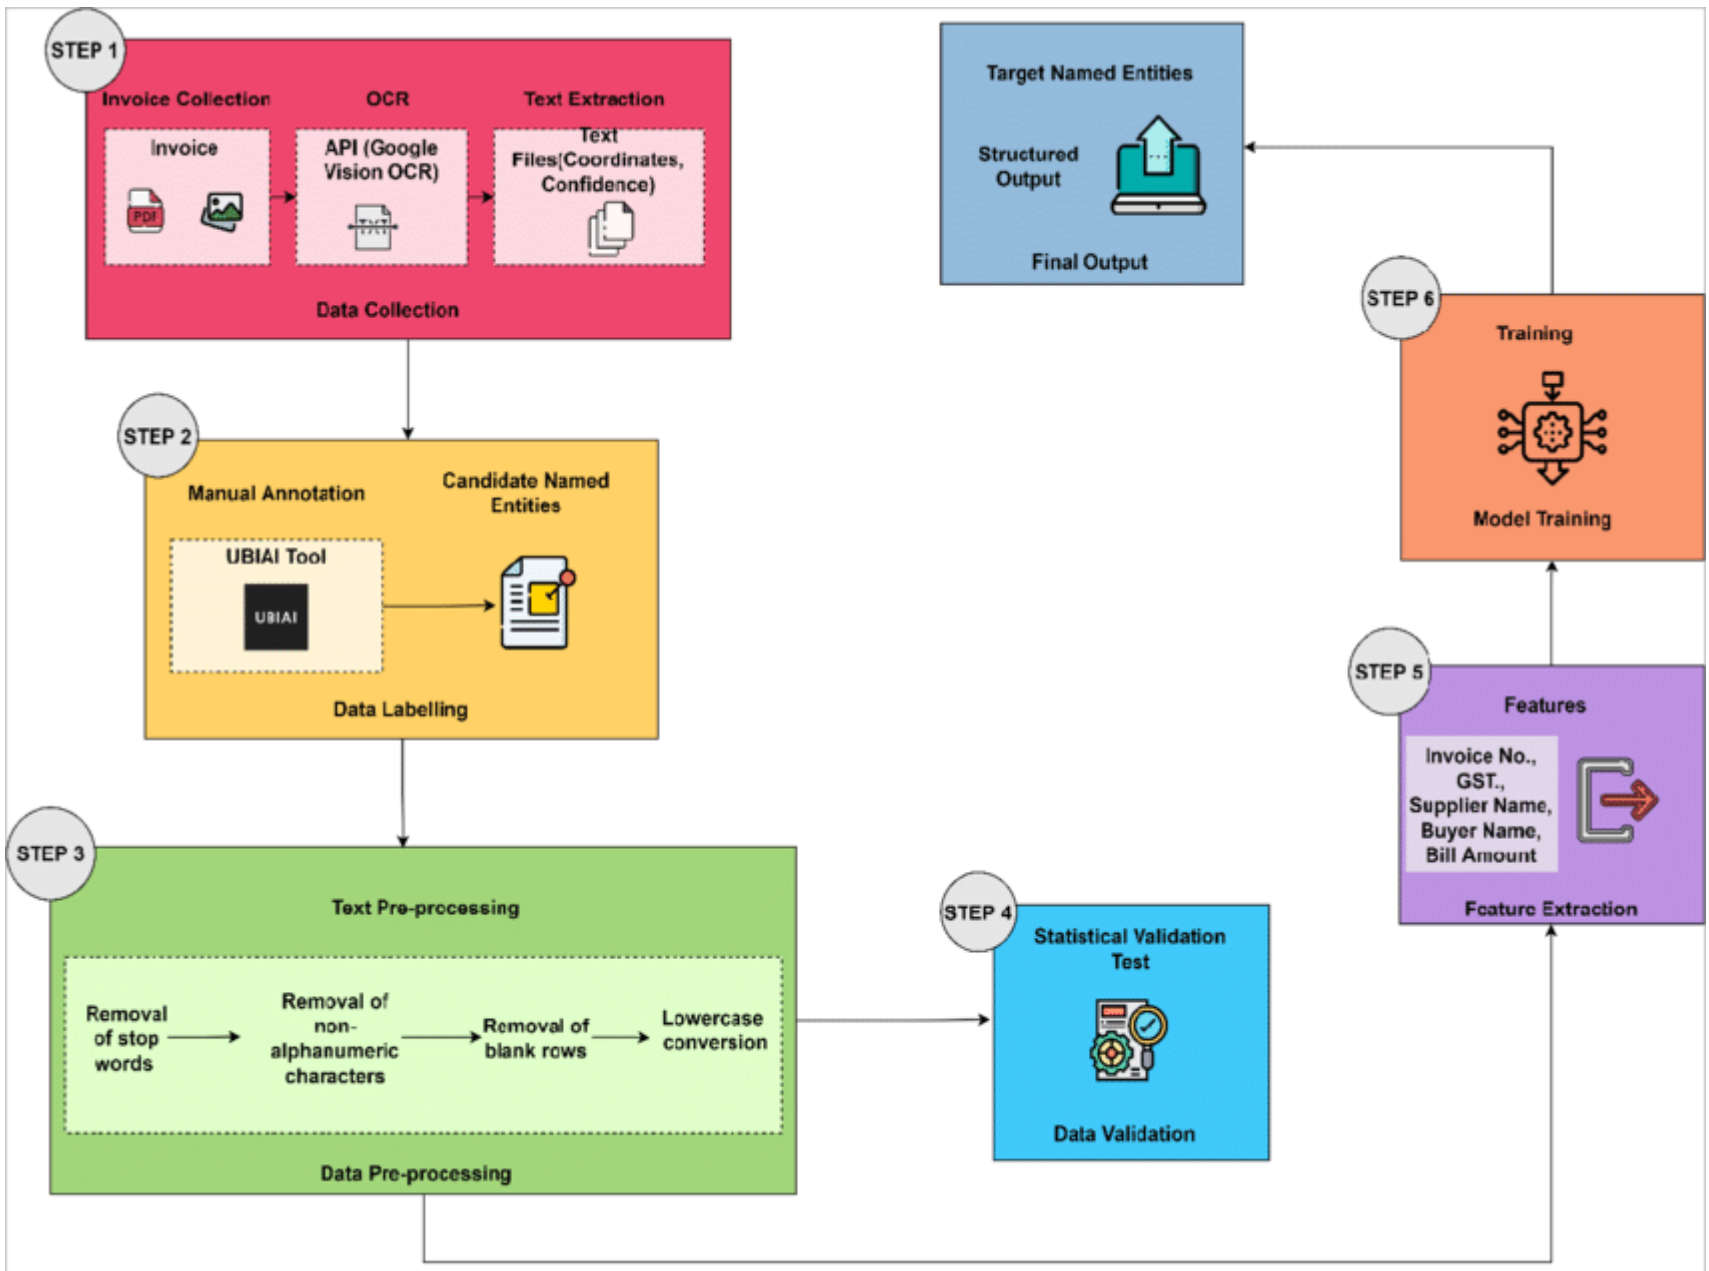 STEP 1
Invoice Collection
OCR
Text Extraction
Invoice
PDF
API (Google
Vision OCR)
TXT
Text
Files(Coordinates,
Confidence)
Data Collection
STEP 2
Manual Annotation
Candidate Named
Entities
UBIAI Tool
UBIAI
Data Labelling
STEP 3
Text Pre-processing
Removal
of stop
words
Removal of
non-
alphanumeric
characters
Removal of
blank rows
Lowercase
conversion
Data Pre-processing
STEP 4
Statistical Validation
Test
Data Validation
STEP 5
Features
Invoice No.,
GST.,
Supplier Name,
Buyer Name,
Bill Amount
Feature Extraction
STEP 6
Training
Model Training
Target Named Entities
Structured
Output
Final Output